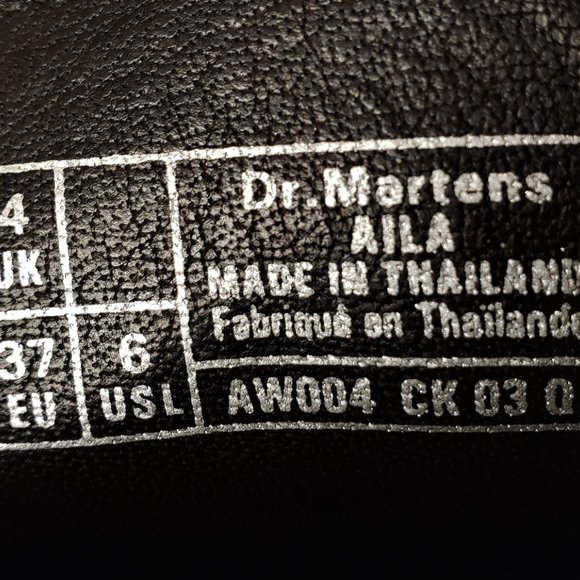 4
UK
37
EU
6
USL
Dr.Martens
AILA
MADE IN THAILAND
Fabriqué en Thaïlande
AW004 CK 03 Q